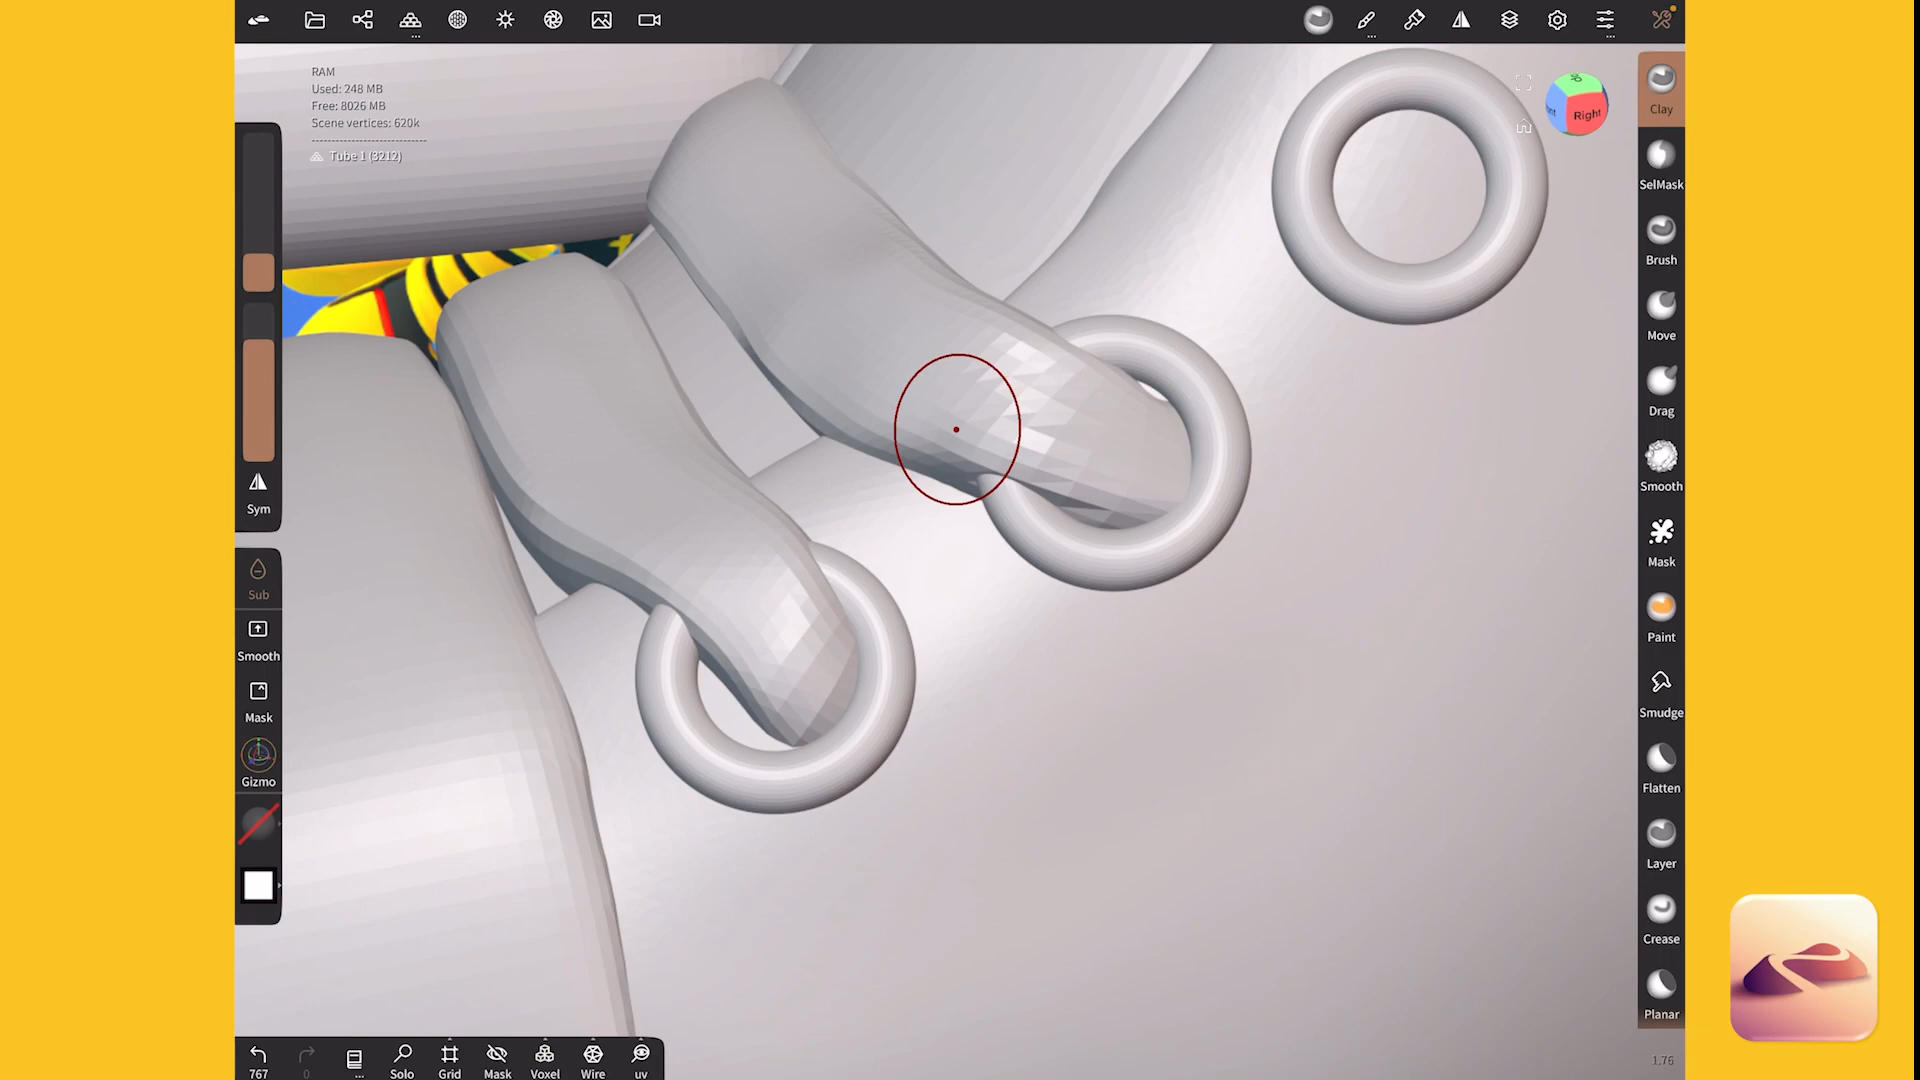 RAM
Used: 248 MB
Free: 8026 MB
Scene vertices: 620k
Tube 1 (3212)
Right
Clay
SelMask
Brush
Move
Drag
Smooth
Mask
Paint
Smudge
Flatten
Layer
Crease
Planar
1.76
Sym
Sub
Smooth
Mask
Gizmo
767
0
Solo
Grid
Mask
Voxel
Wire
uv